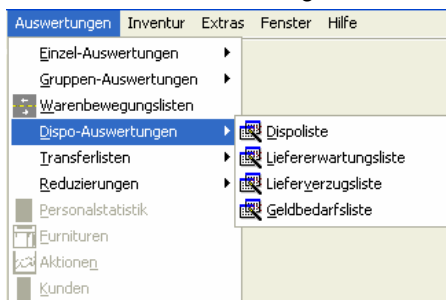 Auswertungen Inventur Extras Fenster Hilfe
Einzel-Auswertungen
Gruppen-Auswertungen
Warenbewegungslisten
Dispo-Auswertungen
Dispoliste
Transferlisten
Liefererwartungsliste
Reduzierungen
Lieferverzugsliste
Personalstatistik
Geldbedarfsliste
Furnituren
Aktionen
Kunden